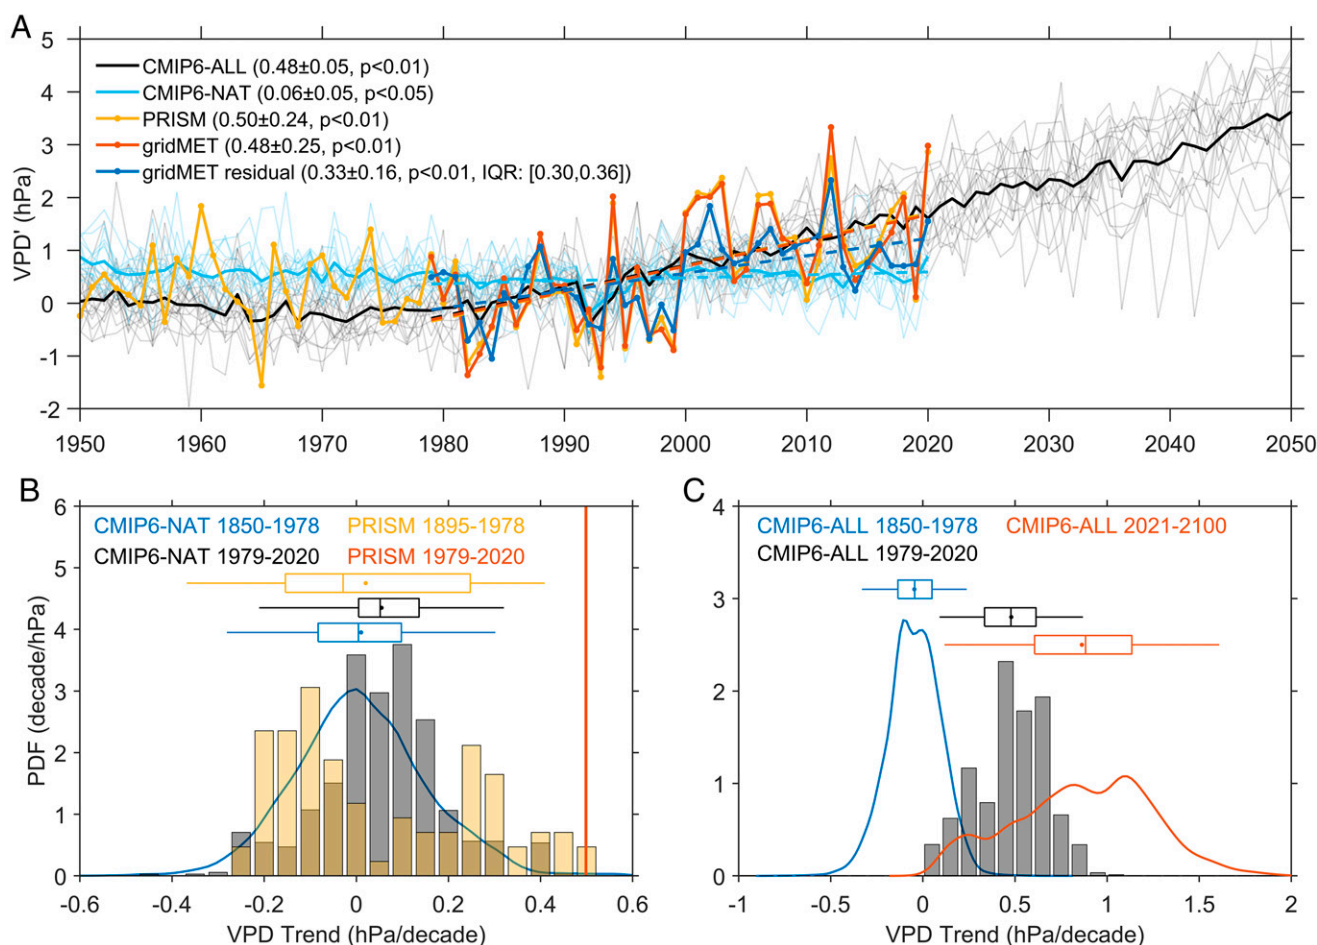 A
5
4
3
2
1
0
-1
-2
VPD' (hPa)
CMIP6-ALL (0.48±0.05, p<0.01)
CMIP6-NAT (0.06±0.05, p<0.05)
PRISM (0.50±0.24, p<0.01)
gridMET (0.48±0.25, p<0.01)
gridMET residual (0.33±0.16, p<0.01, IQR: [0.30,0.36])
1950 1960 1970 1980 1990 2000 2010 2020 2030 2040 2050
B
6
5
4
3
2
1
0
PDF (decade/hPa)
CMIP6-NAT 1850-1978 PRISM 1895-1978
CMIP6-NAT 1979-2020 PRISM 1979-2020
-0.6 -0.4 -0.2 0 0.2 0.4 0.6
VPD Trend (hPa/decade)
C
4
3
2
1
0
CMIP6-ALL 1850-1978 CMIP6-ALL 2021-2100
CMIP6-ALL 1979-2020
-1 -0.5 0 0.5 1 1.5 2
VPD Trend (hPa/decade)